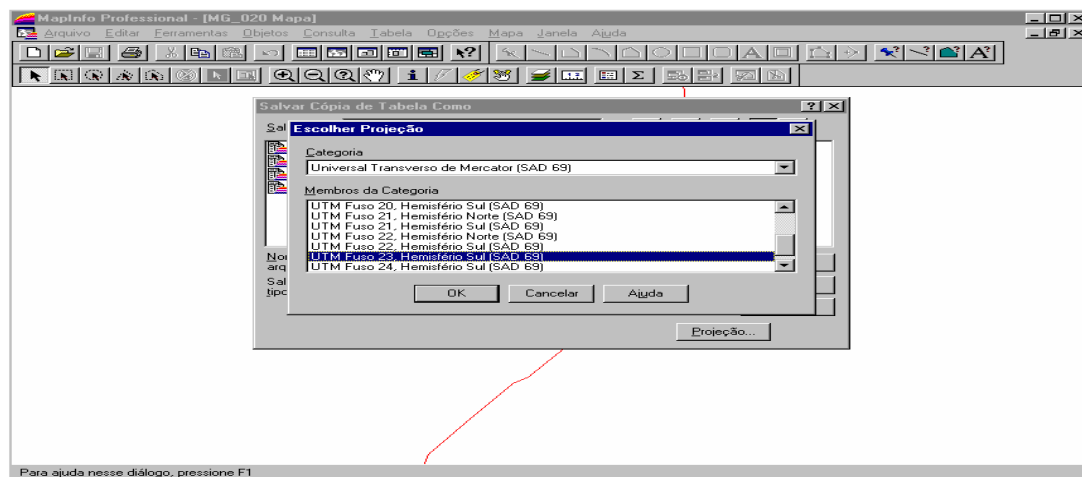 MapInfo Professional - [MG_020 Mapa]
Arquivo Editar Ferramentas Objetos Consulta Tabela Opções Mapa Janela Ajuda
Salvar Cópia de Tabela Como
Sal
Escolher Projeção
Categoria
Universal Transverso de Mercator (SAD 69)
Membros da Categoria
UTM Fuso 20, Hemisfério Sul (SAD 69)
UTM Fuso 21, Hemisfério Norte (SAD 69)
UTM Fuso 21, Hemisfério Sul (SAD 69)
UTM Fuso 22, Hemisfério Norte (SAD 69)
UTM Fuso 22, Hemisfério Sul (SAD 69)
UTM Fuso 23, Hemisfério Sul (SAD 69)
UTM Fuso 24, Hemisfério Sul (SAD 69)
arq
Sal
tipo
OK Cancelar Ajuda
Projeção...
Para ajuda nesse diálogo, pressione F1